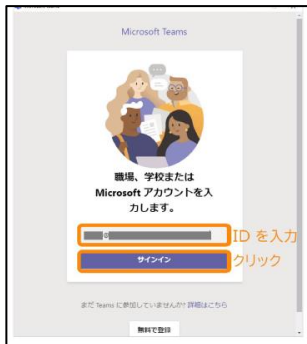 Microsoft Teams
職場、学校または
Microsoft アカウントを入
力します。
@
ID を入力
サインイン
クリック
まだ Teams に参加していませんか? 詳細はこちら
無料で登録